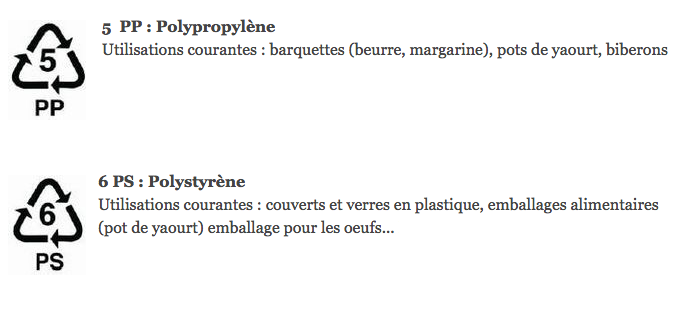 5 PP : Polypropylène
Utilisations courantes : barquettes (beurre, margarine), pots de yaourt, biberons
5
PP
6 PS : Polystyrène
Utilisations courantes : couverts et verres en plastique, emballages alimentaires
(pot de yaourt) emballage pour les oeufs...
6
PS